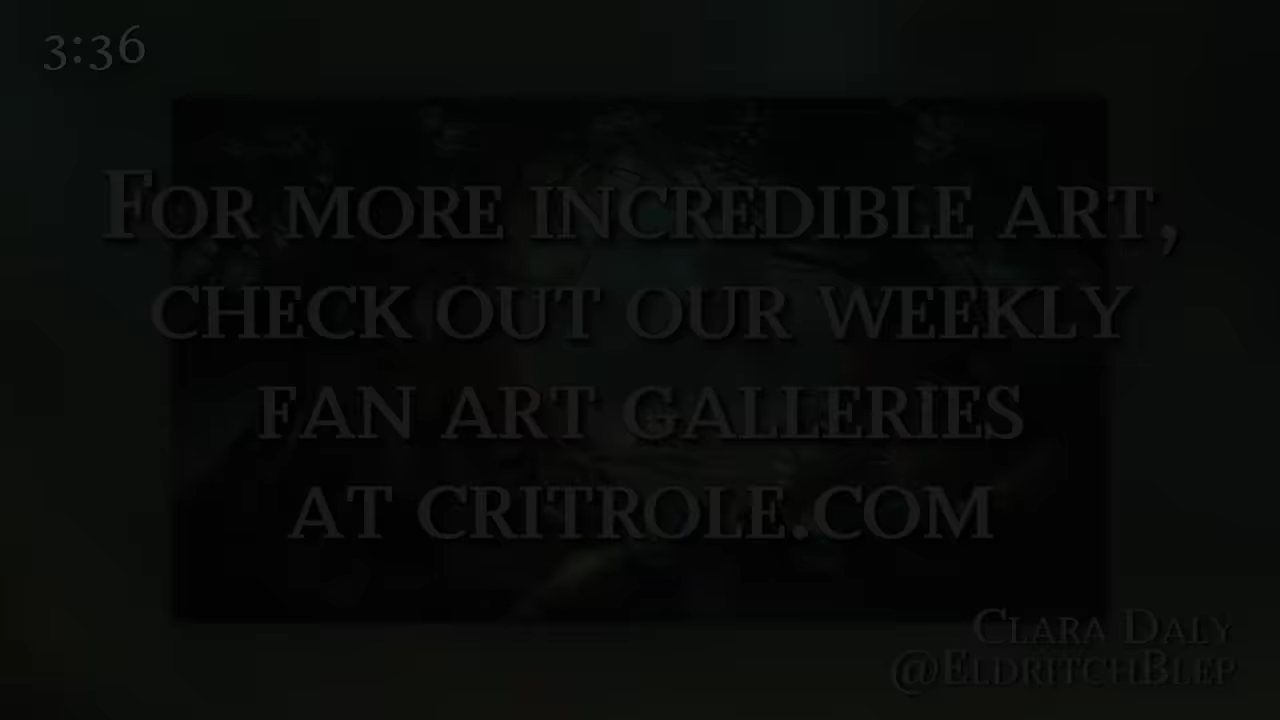 3:36
For more incredible art,
check out our weekly
fan art galleries
at critrole.com
Clara Daly
@EldritchBlep